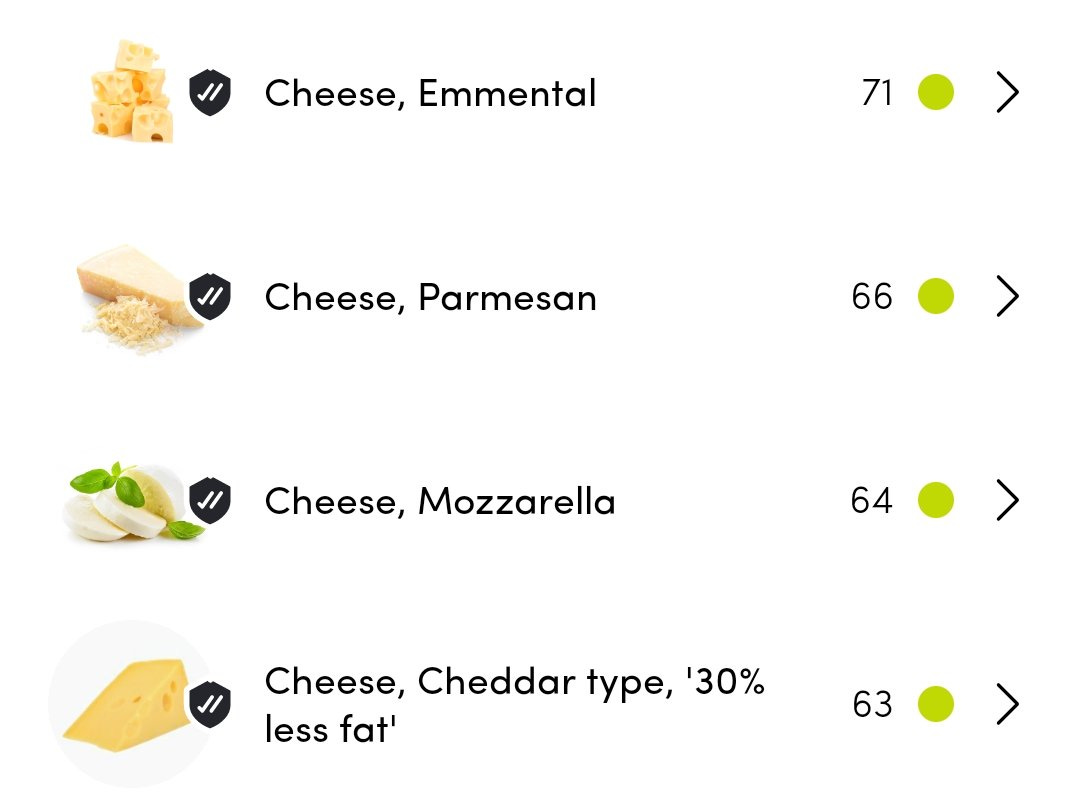 Cheese, Emmental 71
Cheese, Parmesan 66
Cheese, Mozzarella 64
Cheese, Cheddar type, '30%
less fat' 63